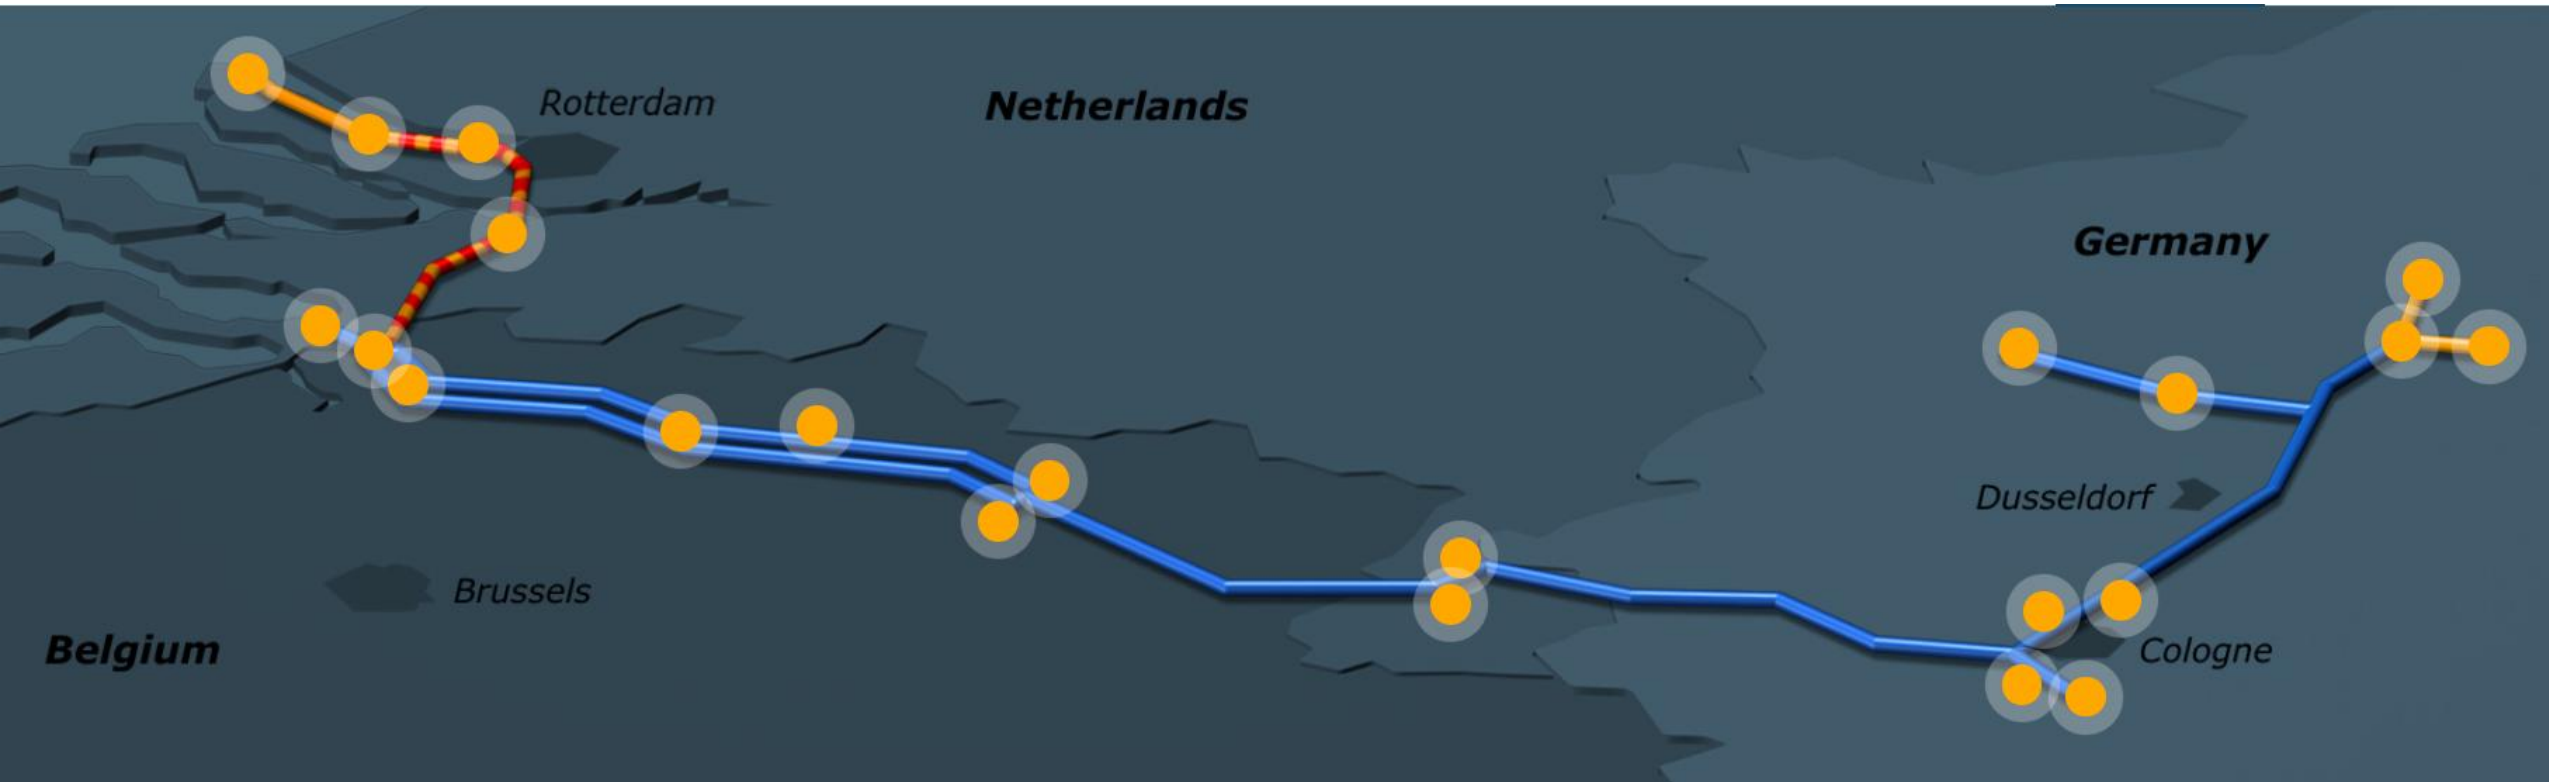 Rotterdam
Netherlands
Germany
Dusseldorf
Brussels
Belgium
Cologne